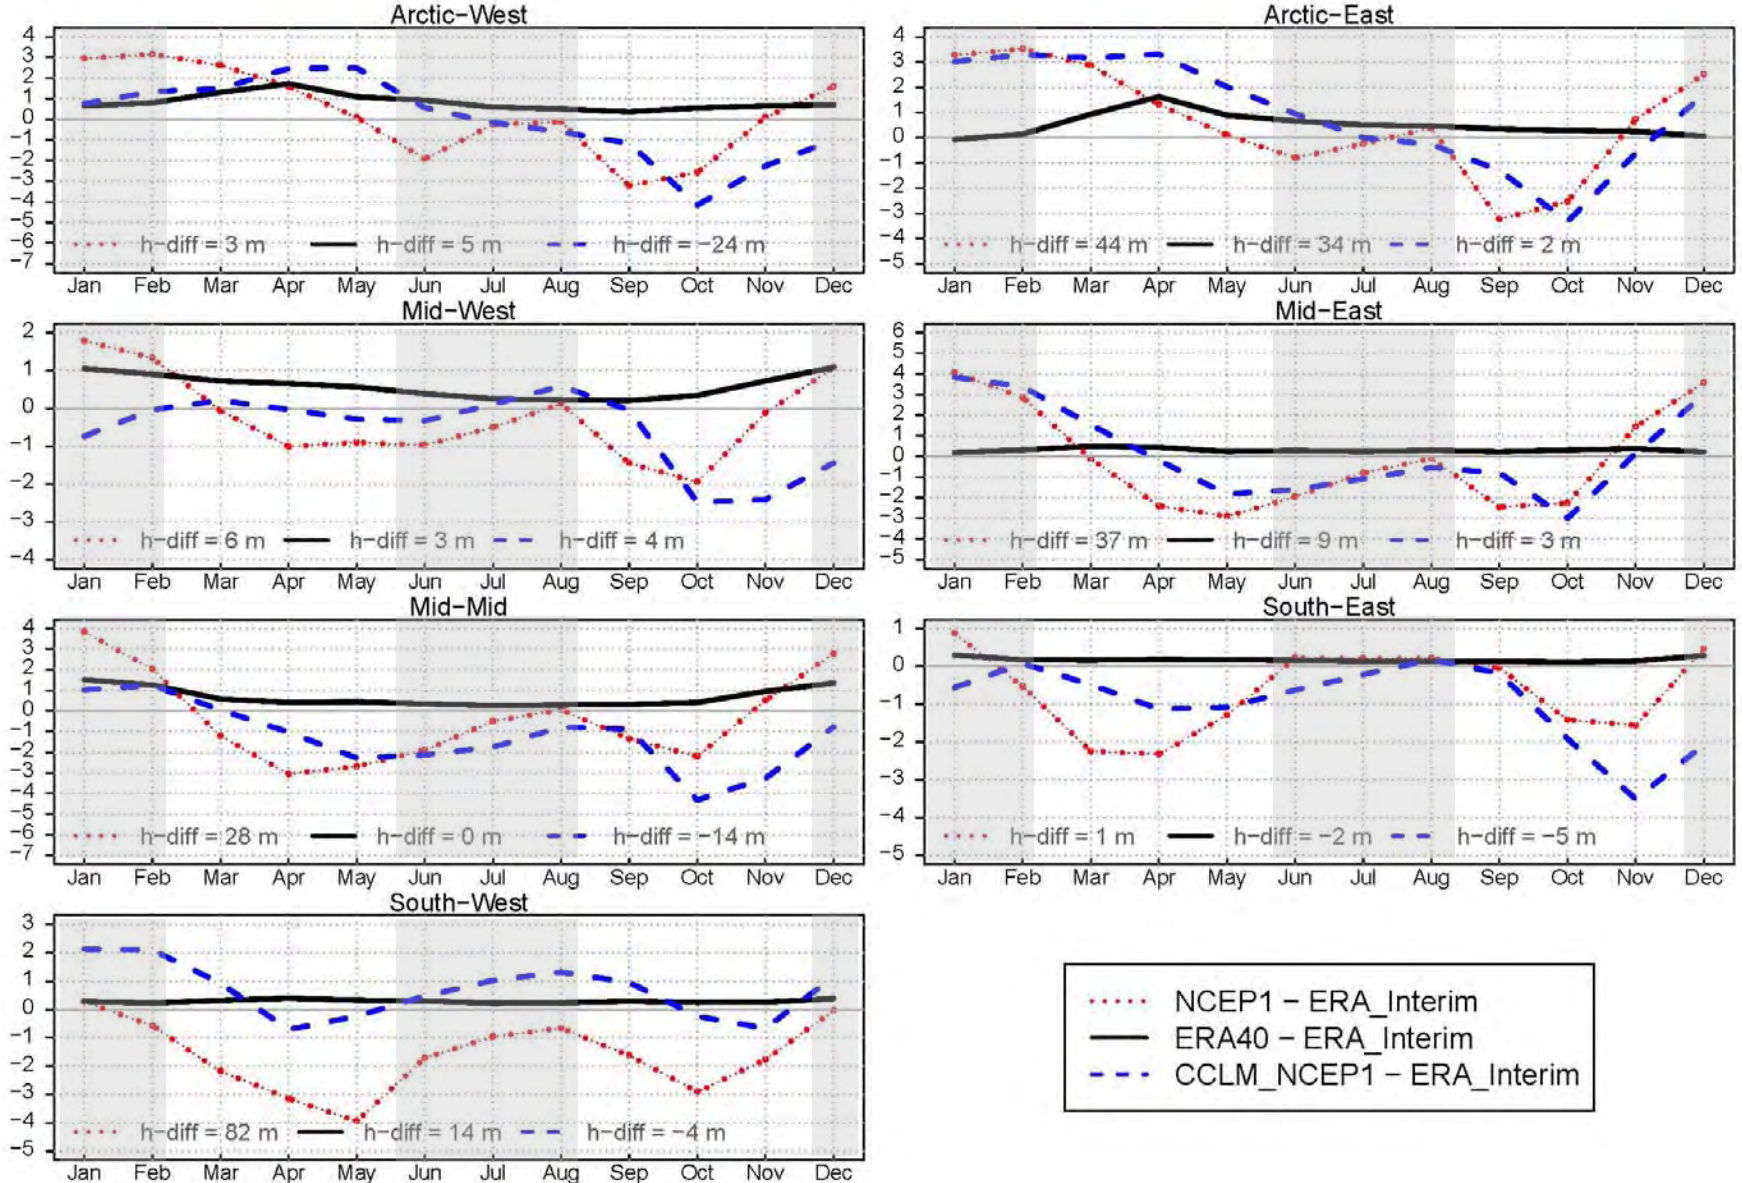 Arctic−West
4
3
2
1
0
−1
−2
−3
−4
−5
−6
−7
h−diff = 3 m h−diff = 5 m h−diff = −24 m
Jan Feb Mar Apr May Jun Jul Aug Sep Oct Nov Dec
Arctic−East
4
3
2
1
0
−1
−2
−3
−4
−5
h−diff = 44 m h−diff = 34 m h−diff = 2 m
Jan Feb Mar Apr May Jun Jul Aug Sep Oct Nov Dec
Mid−West
2
1
0
−1
−2
−3
−4
h−diff = 6 m h−diff = 3 m h−diff = 4 m
Jan Feb Mar Apr May Jun Jul Aug Sep Oct Nov Dec
Mid−East
6
5
4
3
2
1
0
−1
−2
−3
−4
−5
h−diff = 37 m h−diff = 9 m h−diff = 3 m
Jan Feb Mar Apr May Jun Jul Aug Sep Oct Nov Dec
Mid−Mid
4
3
2
1
0
−1
−2
−3
−4
−5
−6
−7
h−diff = 28 m h−diff = 0 m h−diff = −14 m
Jan Feb Mar Apr May Jun Jul Aug Sep Oct Nov Dec
South−East
1
0
−1
−2
−3
−4
−5
h−diff = 1 m h−diff = −2 m h−diff = −5 m
Jan Feb Mar Apr May Jun Jul Aug Sep Oct Nov Dec
South−West
3
2
1
0
−1
−2
−3
−4
−5
h−diff = 82 m h−diff = 14 m h−diff = −4 m
Jan Feb Mar Apr May Jun Jul Aug Sep Oct Nov Dec
NCEP1 − ERA_Interim
ERA40 − ERA_Interim
CCLM_NCEP1 − ERA_Interim